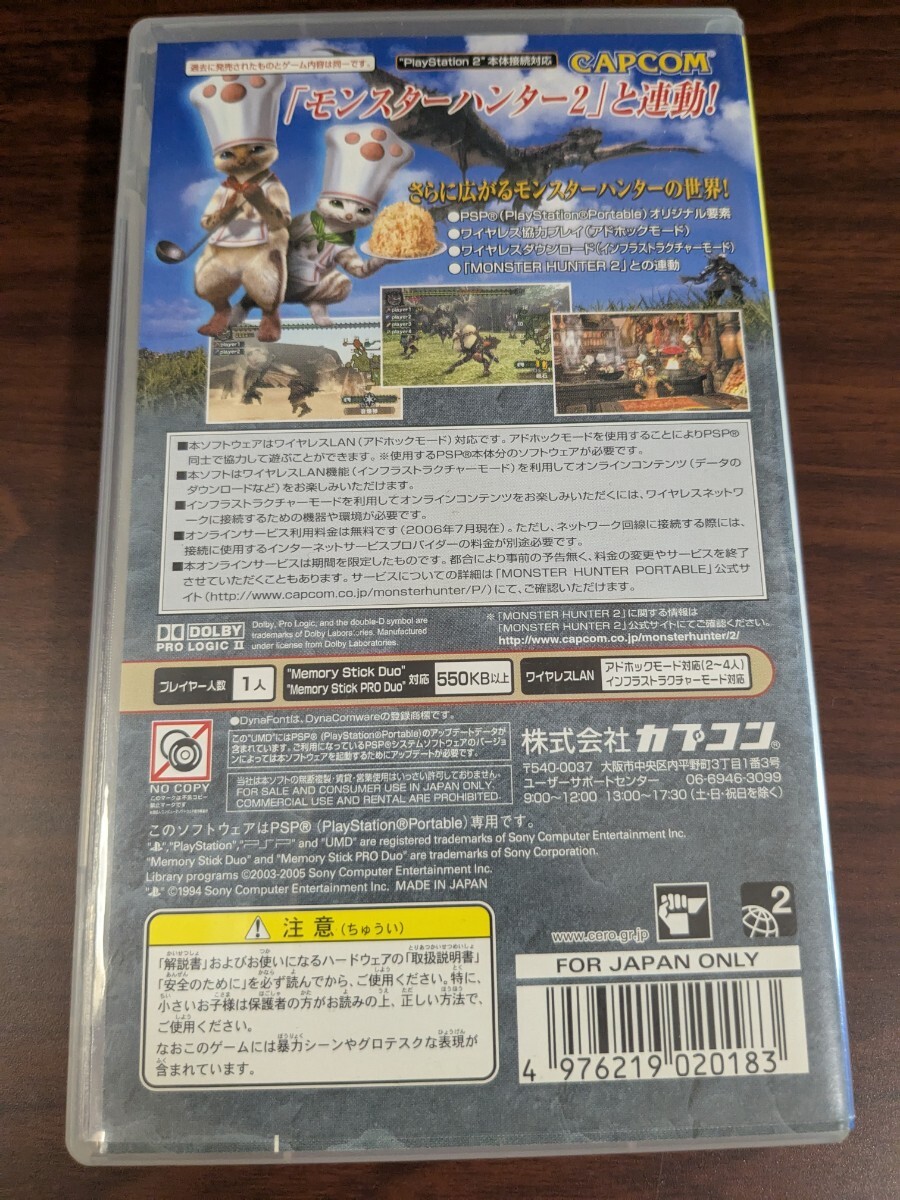 過去に発売されたものとゲーム内容は同一です。
"PlayStation 2"本体接続対応
CAPCOM
「モンスターハンター2」と連動!
さらに広がるモンスターハンターの世界!
●PSP®(PlayStation®Portable)オリジナル要素
●ワイヤレス協力プレイ(アドホックモード)
●ワイヤレスダウンロード(インフラストラクチャーモード)
●「MONSTER HUNTER 2」との連動
■本ソフトウェアはワイヤレスLAN(アドホックモード)対応です。アドホックモードを使用することによりPSP®
同士で協力して遊ぶことができます。※使用するPSP®本体分のソフトウェアが必要です。
■本ソフトはワイヤレスLAN機能(インフラストラクチャーモード)を利用してオンラインコンテンツ(データの
ダウンロードなど)をお楽しみいただけます。
■インフラストラクチャーモードを利用してオンラインコンテンツをお楽しみいただくには、ワイヤレスネットワ
ークに接続するための機器や環境が必要です。
■オンラインサービス利用料金は無料です(2006年7月現在)。ただし、ネットワーク回線に接続する際には、
接続に使用するインターネットサービスプロバイダーの料金が別途必要です。
■本オンラインサービスは期間を限定したものです。都合により事前の予告無く、料金の変更やサービスを終了
させていただくこともあります。サービスについての詳細は「MONSTER HUNTER PORTABLE」公式サ
イト(http://www.capcom.co.jp/monsterhunter/P/)にて、ご確認いただけます。
DOLBY
PRO LOGIC II
Dolby, Pro Logic, and the double-D symbol are
trademarks of Dolby Labors..ries. Manufactured
under license from Dolby Laboratories.
※「MONSTER HUNTER 2」に関する情報は
「MONSTER HUNTER 2」公式サイトにてご確認ください。
http://www.capcom.co.jp/monsterhunter/2/
プレイヤー人数 1人
"Memory Stick Duo"
"Memory Stick PRO Duo" 対応 550KB以上
ワイヤレスLAN アドホックモード対応(2~4人)
インフラストラクチャーモード対応
●DynaFontは、DynaComwareの登録商標です。
NO COPY
この"UMD"にはPSP®(PlayStation®Portable)のアップデートデータが
含まれています。ご利用になっているPSP®システムソフトウェアのバージョ
ンによっては本ソフトウェアを起動するためにアップデートが必要です。
当社は本ソフトの無断複製・賃貸・営業使用はいっさい許可しておりません。
FOR SALE AND CONSUMER USE IN JAPAN ONLY.
COMMERCIAL USE AND RENTAL ARE PROHIBITED.
株式会社カプコン®
〒540-0037 大阪市中央区内平野町3丁目1番3号
ユーザーサポートセンター 06-6946-3099
9:00~12:00 13:00~17:30(土・日・祝日を除く)
このソフトウェアはPSP®(PlayStation®Portable)専用です。
" ","PlayStation","PSP" and "UMD" are registered trademarks of Sony Computer Entertainment Inc.
"Memory Stick Duo" and "Memory Stick PRO Duo" are trademarks of Sony Corporation.
Library programs ©2003-2005 Sony Computer Entertainment Inc.
" " ©1994 Sony Computer Entertainment Inc. MADE IN JAPAN
注意(ちゅうい)
「解説書」およびお使いになるハードウェアの「取扱説明書」
「安全のために」を必ず読んでから、ご使用ください。特に、
小さいお子様は保護者の方がお読みの上、正しい方法で、
ご使用ください。
なおこのゲームには暴力シーンやグロテスクな表現が
含まれています。
www.cero.gr.jp
2
FOR JAPAN ONLY
4 976219 020183